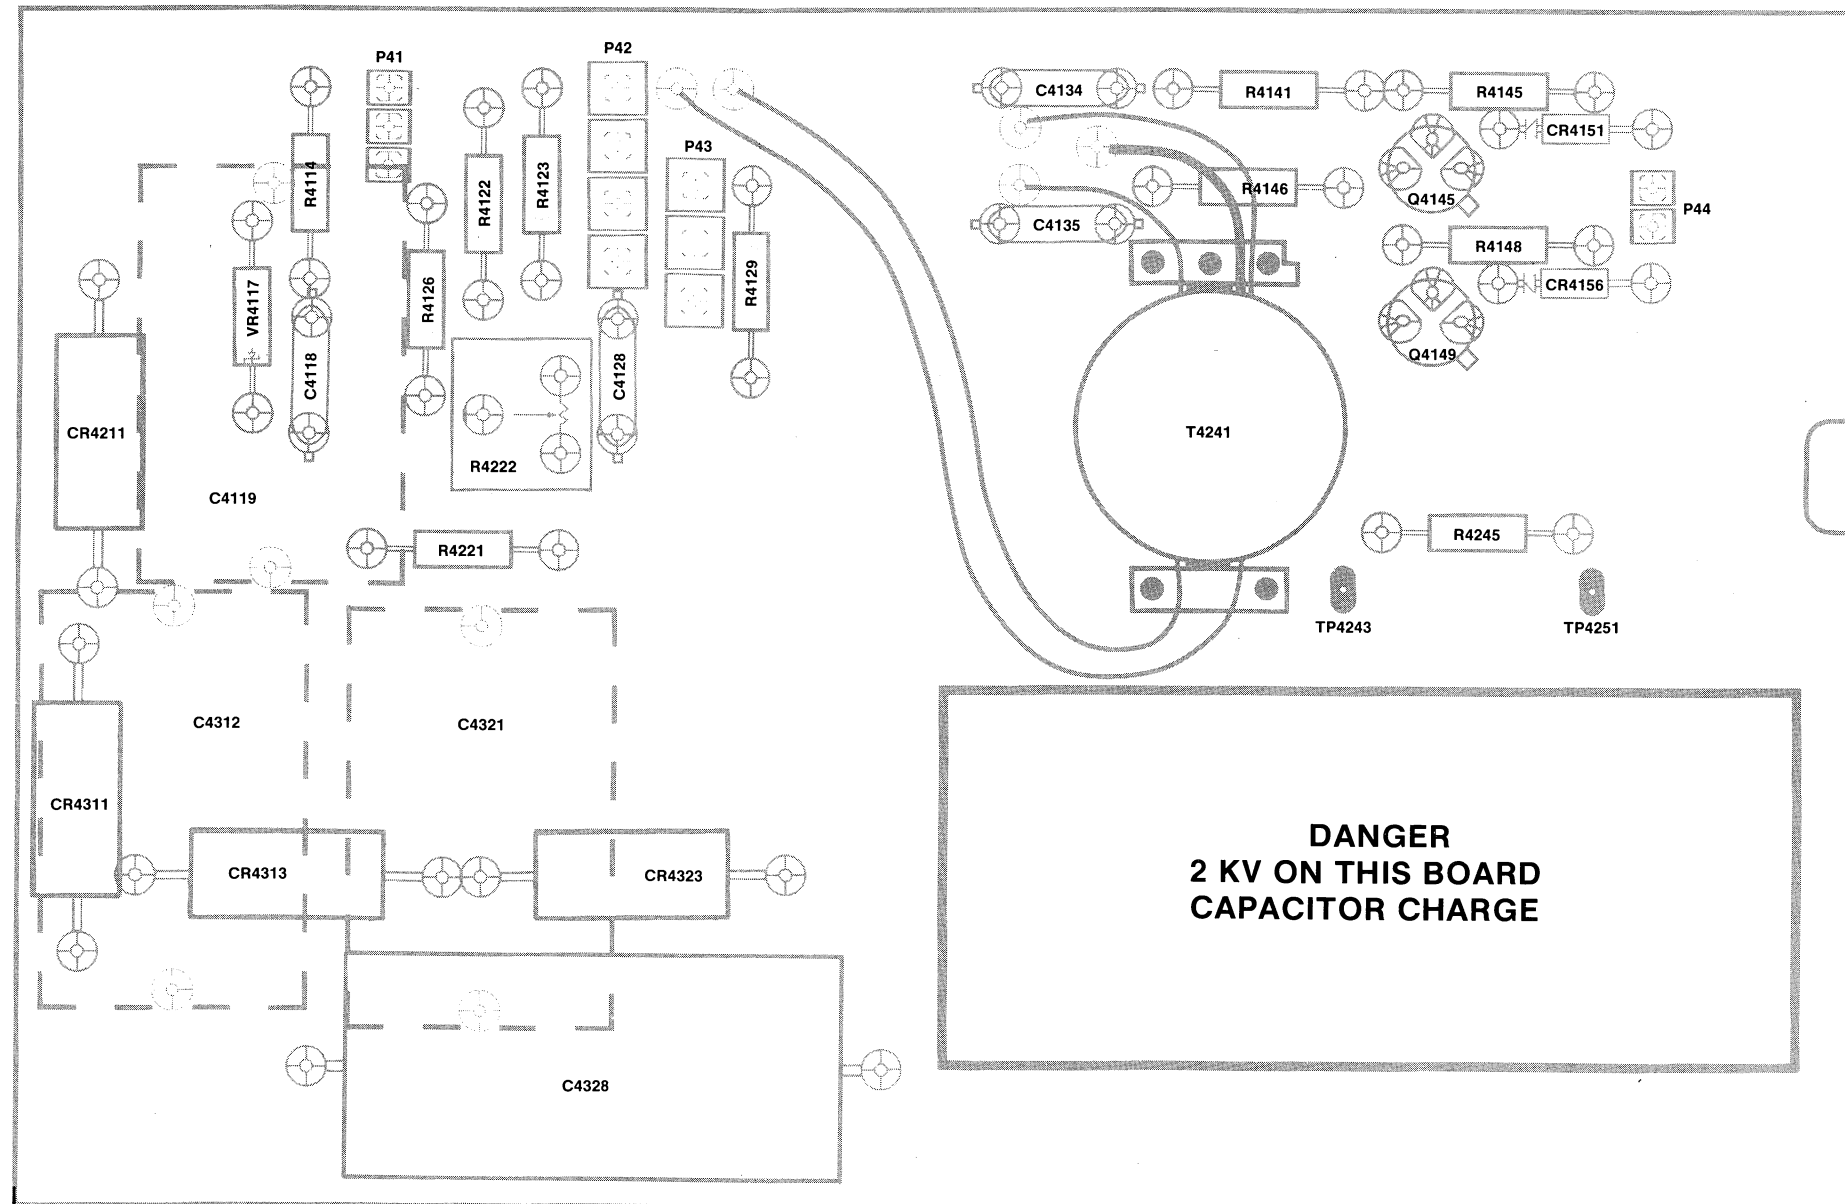 P41
P42
C4134
R4141
R4145
CR4151
P43
R4114
R4122
R4123
R4146
Q4145
P44
C4135
R4148
VR4117
R4126
R4129
CR4156
C4118
C4128
Q4149
CR4211
T4241
R4222
C4119
R4221
R4245
TP4243
TP4251
C4312
C4321
CR4311
CR4313
CR4323
DANGER
2 KV ON THIS BOARD
CAPACITOR CHARGE
C4328